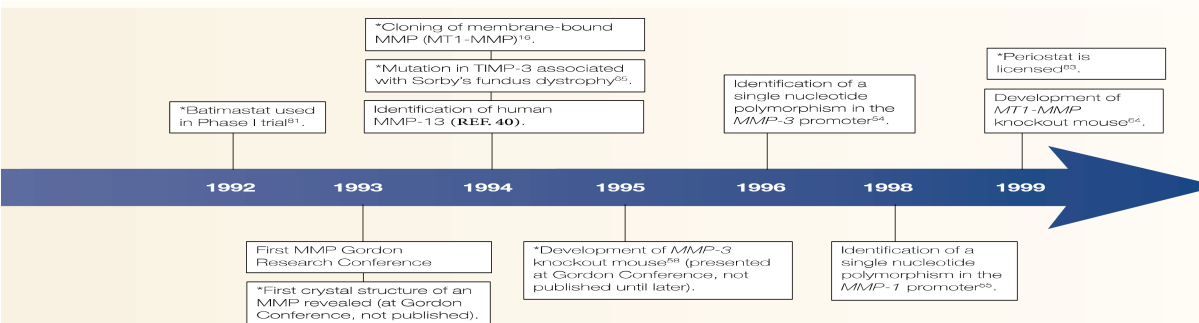 *Cloning of membrane-bound
MMP (MT1-MMP)¹⁶.
*Mutation in TIMP-3 associated
with Sorby's fundus dystrophy⁶⁵.
Identification of human
MMP-13 (REF. 40).
*Batimastat used
in Phase I trial⁸¹.
Identification of a
single nucleotide
polymorphism in the
MMP-3 promoter⁵⁴.
*Periostat is
licensed⁸³.
Development of
MT1-MMP
knockout mouse⁶⁴.
1992 1993 1994 1995 1996 1998 1999
First MMP Gordon
Research Conference
*First crystal structure of an
MMP revealed (at Gordon
Conference, not published).
*Development of MMP-3
knockout mouse⁵⁸ (presented
at Gordon Conference, not
published until later).
Identification of a
single nucleotide
polymorphism in the
MMP-1 promoter⁵⁵.